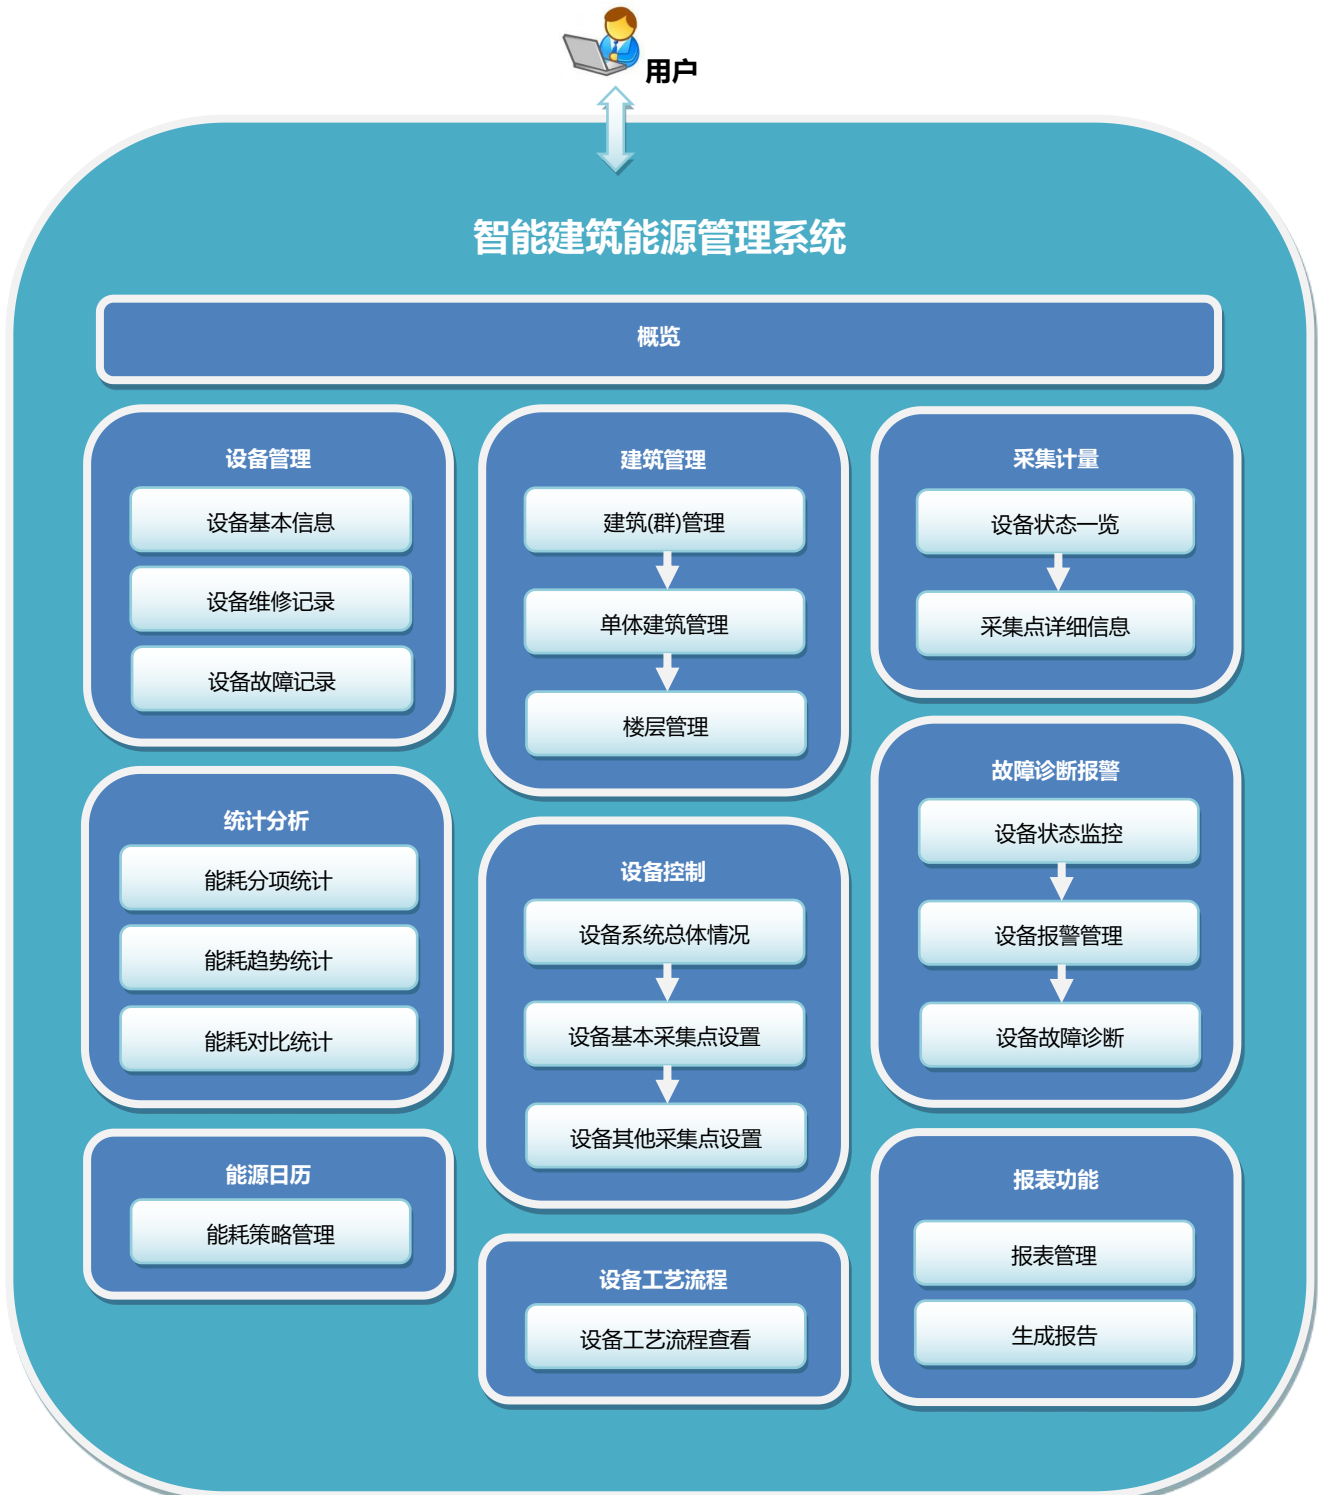 用户
智能建筑能源管理系统
概览
设备管理
设备基本信息
设备维修记录
设备故障记录
统计分析
能耗分项统计
能耗趋势统计
能耗对比统计
能源日历
能耗策略管理
建筑管理
建筑(群)管理
单体建筑管理
楼层管理
设备控制
设备系统总体情况
设备基本采集点设置
设备其他采集点设置
设备工艺流程
设备工艺流程查看
采集计量
设备状态一览
采集点详细信息
故障诊断报警
设备状态监控
设备报警管理
设备故障诊断
报表功能
报表管理
生成报告